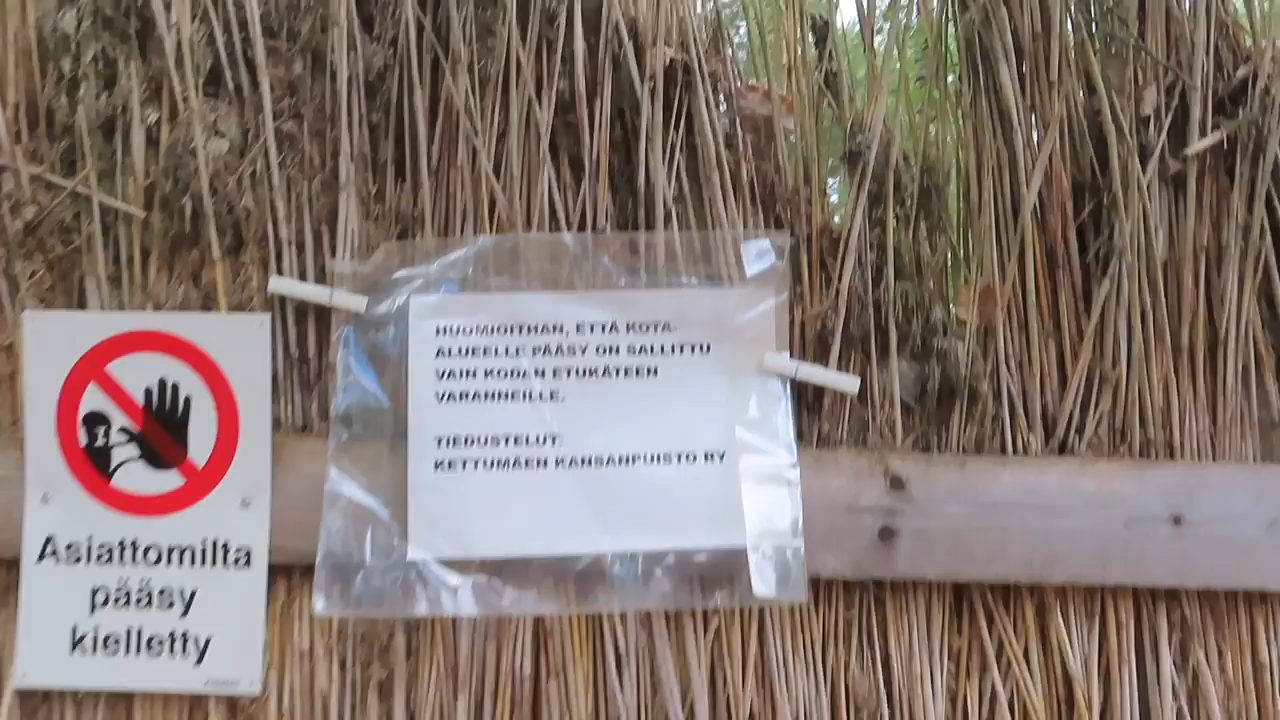 Asiattomilta
pääsy
kielletty
HUOMIOITHAN, ETTÄ KOTA-
ALUEELLE PÄÄSY ON SALLITTU
VAIN KODAN ETUKÄTEEN
VARANNEILLE.
TIEDUSTELUT:
KETTUMÄEN KANSANPUISTO RY